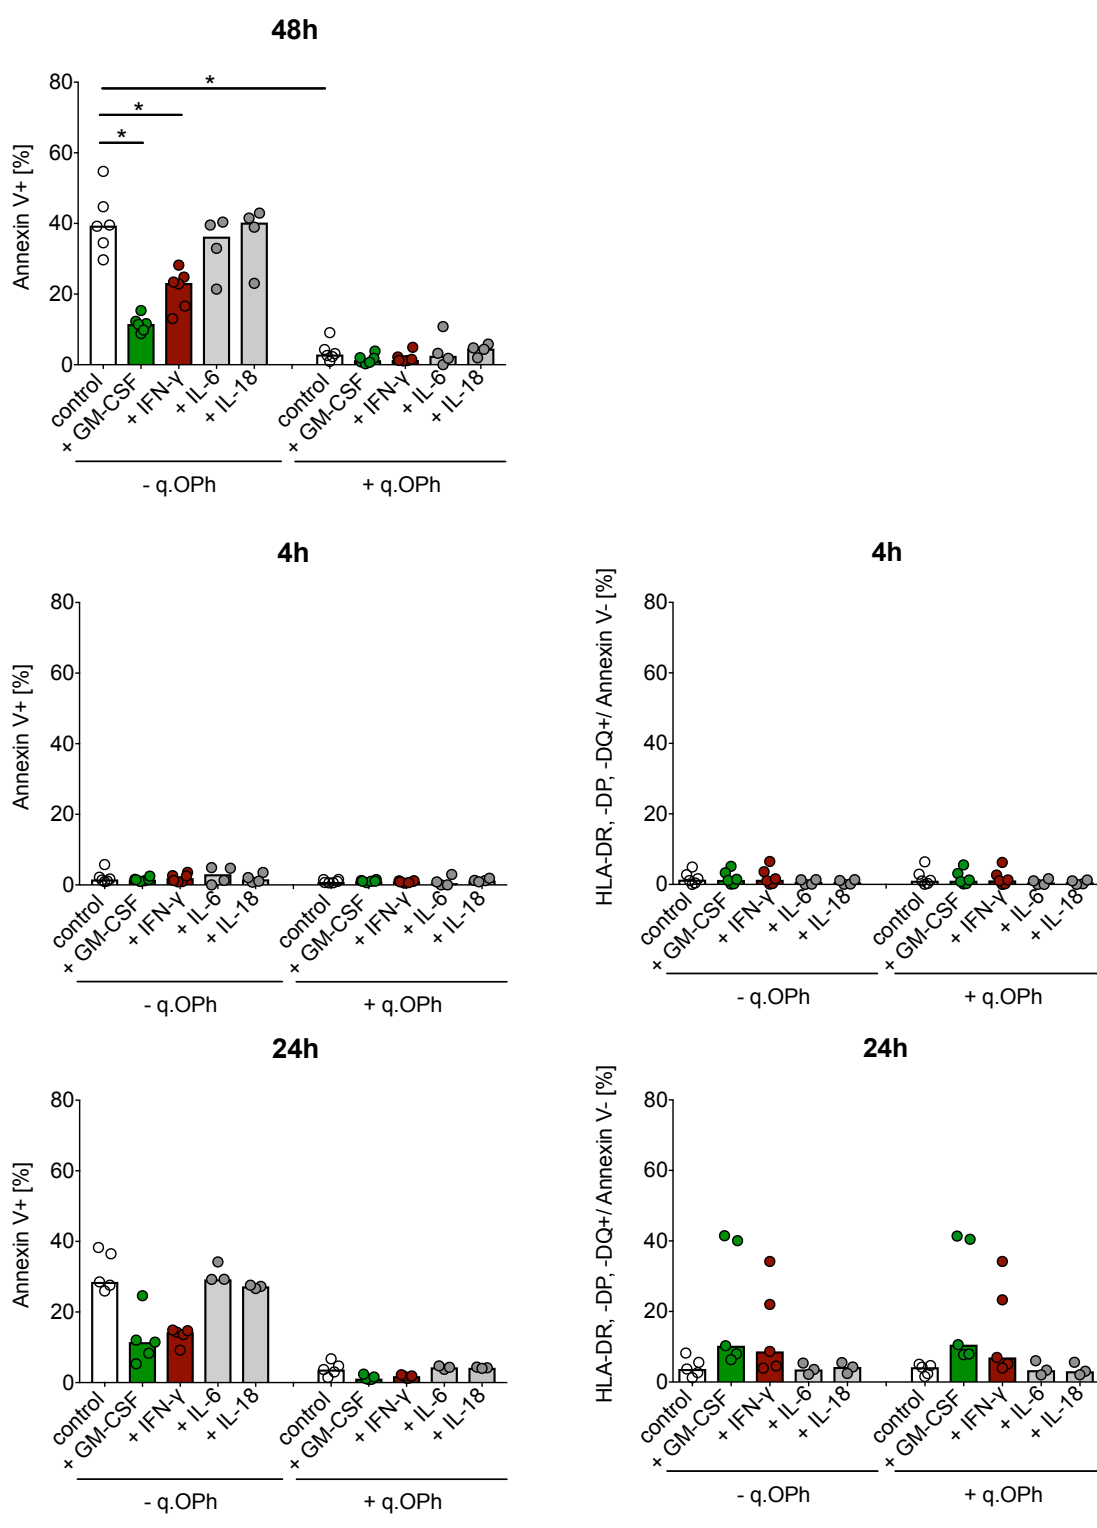 48h
Annexin V+ [%]
80
60
40
20
0
*
*
*
control
+ GM-CSF
+ IFN-γ
+ IL-6
+ IL-18
control
+ GM-CSF
+ IFN-γ
+ IL-6
+ IL-18
- q.OPh
+ q.OPh
4h
Annexin V+ [%]
80
60
40
20
0
control
+ GM-CSF
+ IFN-γ
+ IL-6
+ IL-18
control
+ GM-CSF
+ IFN-γ
+ IL-6
+ IL-18
- q.OPh
+ q.OPh
4h
HLA-DR, -DP, -DQ+/ Annexin V- [%]
80
60
40
20
0
control
+ GM-CSF
+ IFN-γ
+ IL-6
+ IL-18
control
+ GM-CSF
+ IFN-γ
+ IL-6
+ IL-18
- q.OPh
+ q.OPh
24h
Annexin V+ [%]
80
60
40
20
0
control
+ GM-CSF
+ IFN-γ
+ IL-6
+ IL-18
control
+ GM-CSF
+ IFN-γ
+ IL-6
+ IL-18
- q.OPh
+ q.OPh
24h
HLA-DR, -DP, -DQ+/ Annexin V- [%]
80
60
40
20
0
control
+ GM-CSF
+ IFN-γ
+ IL-6
+ IL-18
control
+ GM-CSF
+ IFN-γ
+ IL-6
+ IL-18
- q.OPh
+ q.OPh